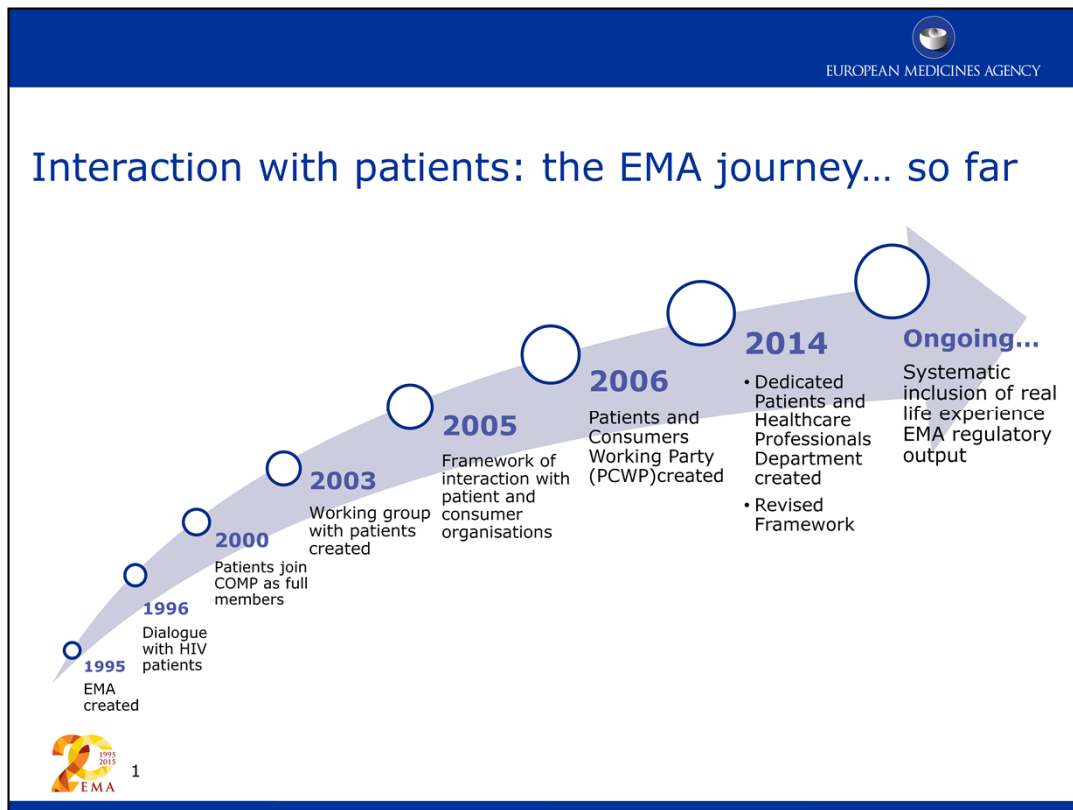 EUROPEAN MEDICINES AGENCY
Interaction with patients: the EMA journey… so far
1995
EMA
created
1996
Dialogue
with HIV
patients
2000
Patients join
COMP as full
members
2003
Working group
with patients
created
2005
Framework of
interaction with
patient and
consumer
organisations
2006
Patients and
Consumers
Working Party
(PCWP)created
2014
• Dedicated
Patients and
Healthcare
Professionals
Department
created
• Revised
Framework
Ongoing…
Systematic
inclusion of real
life experience
EMA regulatory
output
20
1995
2015
EMA
1